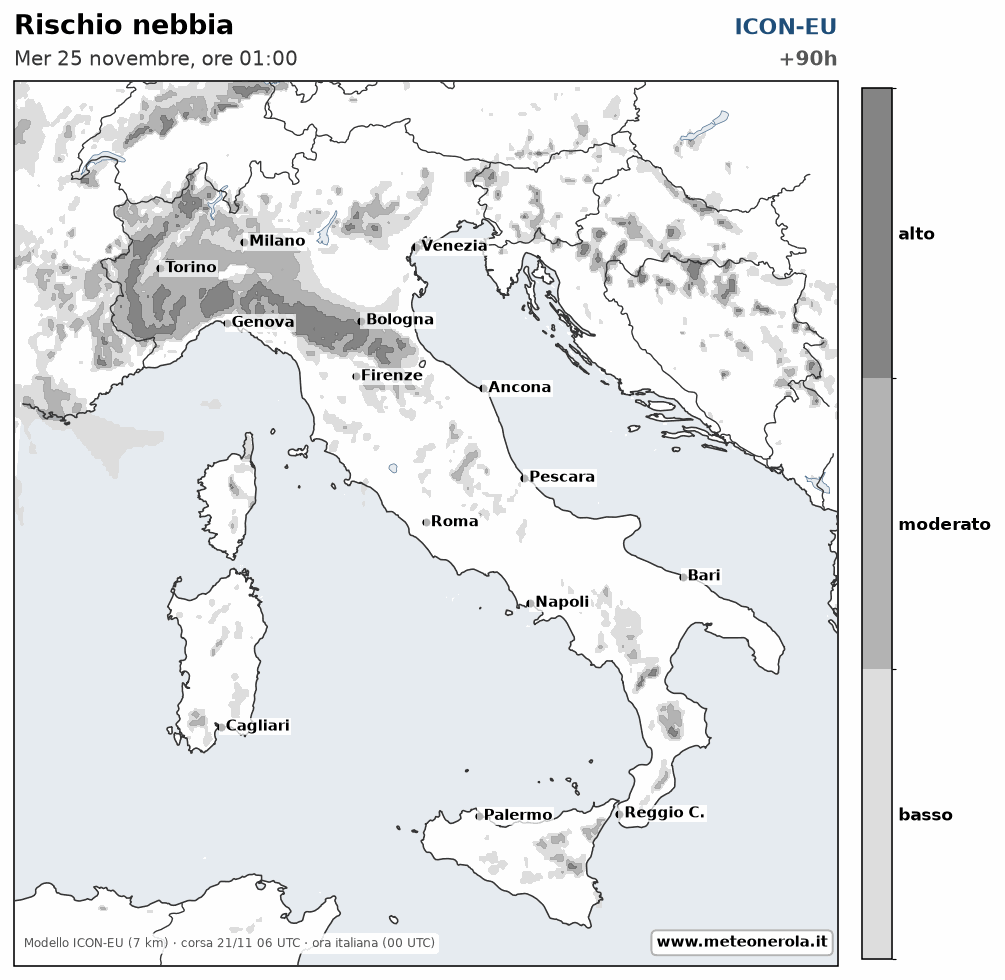 Rischio nebbia
ICON-EU
Mer 25 novembre, ore 01:00
+90h
alto
moderato
basso
Milano
Venezia
Torino
Genova
Bologna
Firenze
Ancona
Pescara
Roma
Bari
Napoli
Cagliari
Palermo
Reggio C.
Modello ICON-EU (7 km) · corsa 21/11 06 UTC · ora italiana (00 UTC)
www.meteonerola.it